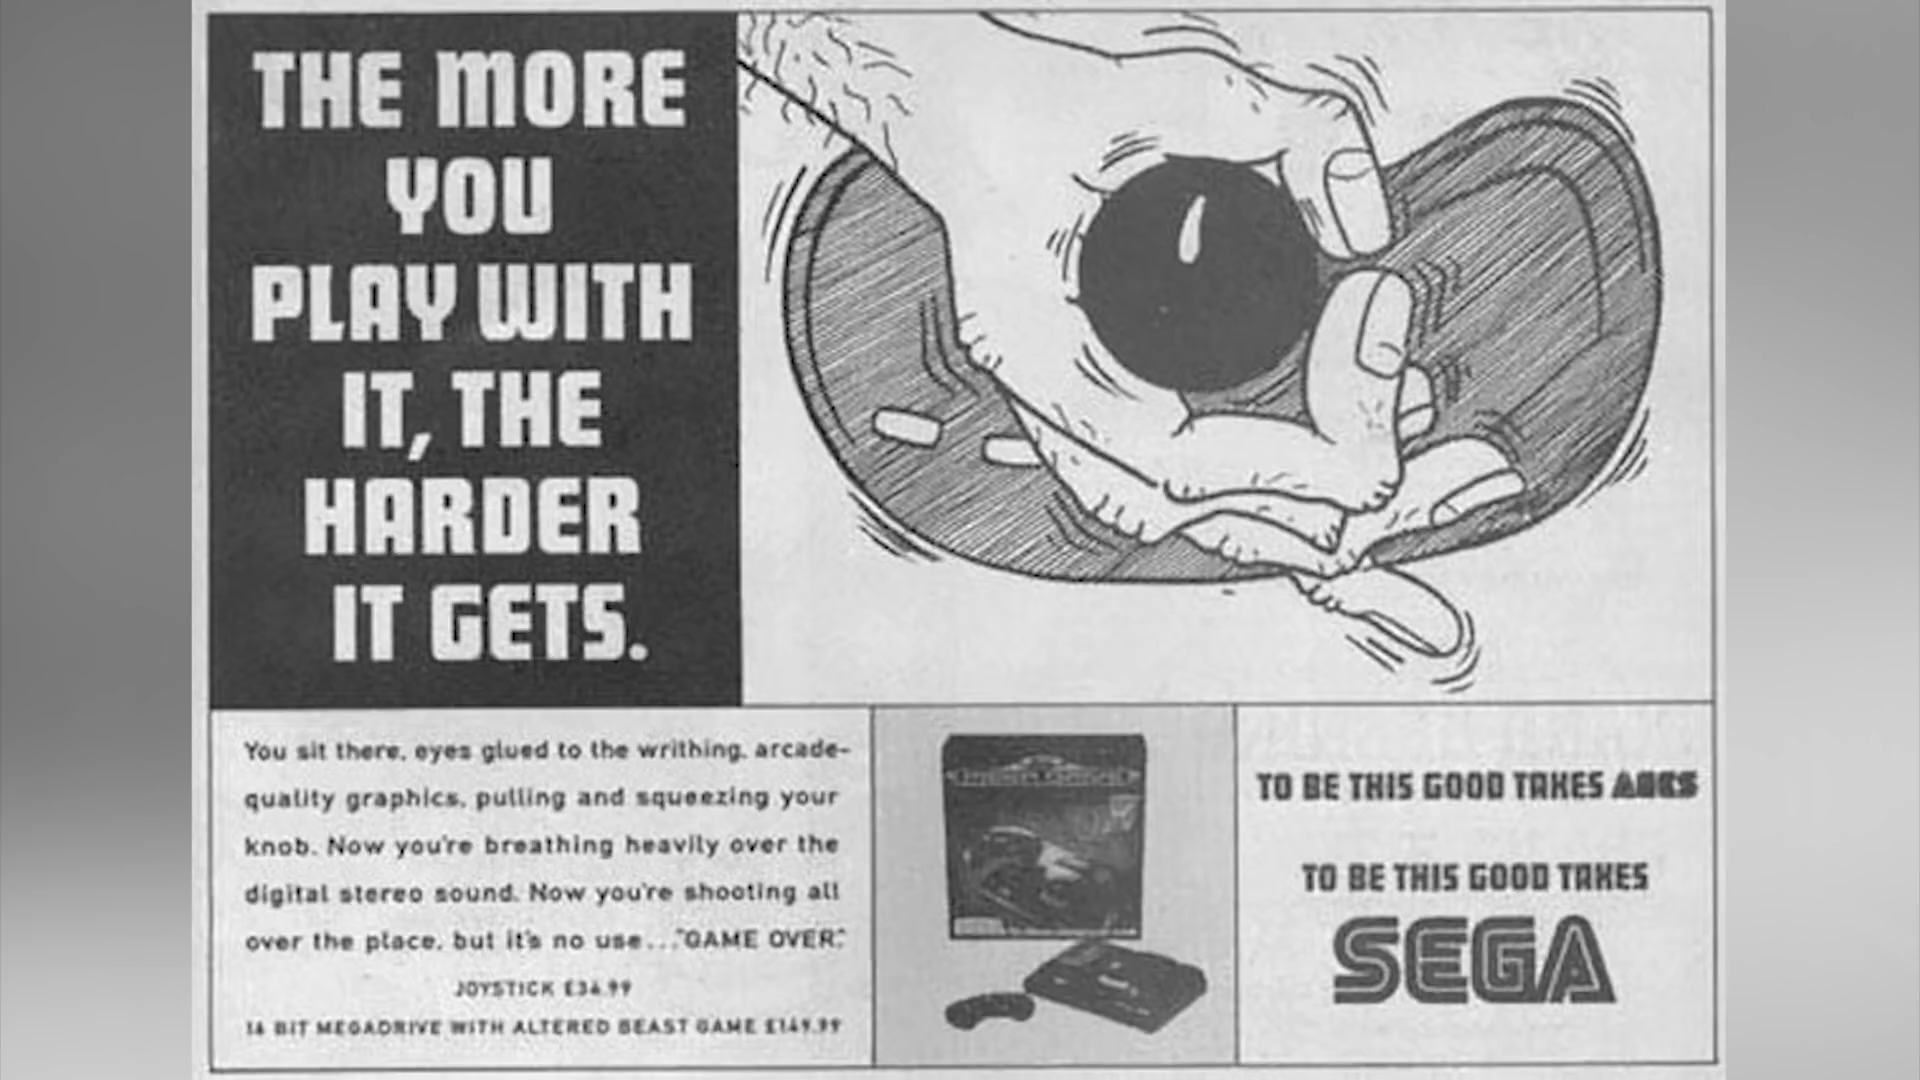 THE MORE
YOU
PLAY WITH
IT, THE
HARDER
IT GETS.
You sit there, eyes glued to the writhing, arcade-
quality graphics, pulling and squeezing your
knob. Now you're breathing heavily over the
digital stereo sound. Now you're shooting all
over the place, but it's no use..."GAME OVER".
JOYSTICK £34.99
16 BIT MEGADRIVE WITH ALTERED BEAST GAME £149.99
TO BE THIS GOOD TAKES AGES
TO BE THIS GOOD TAKES
SEGA